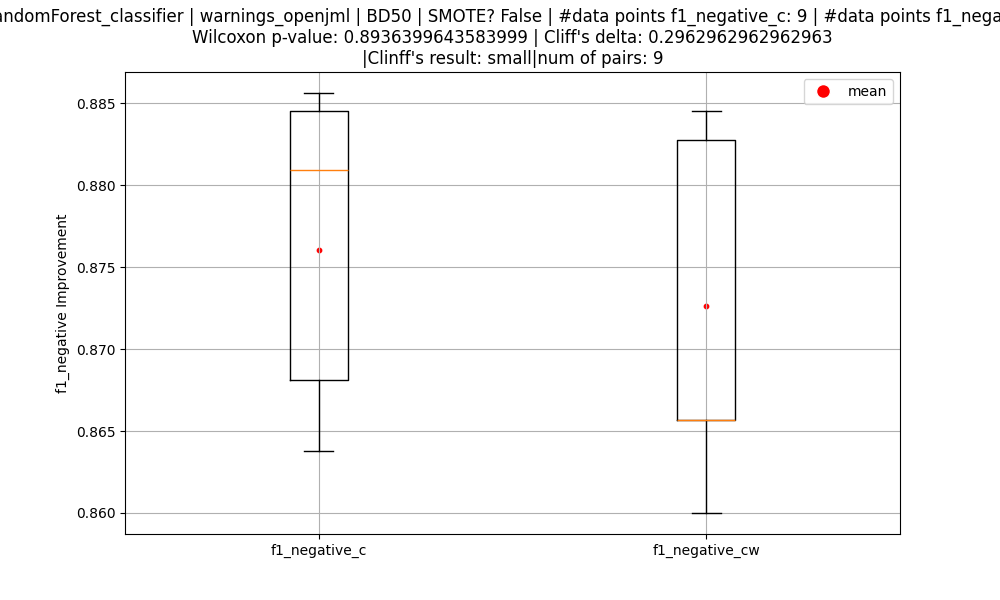 andomForest_classifier | warnings_openjml | BD50 | SMOTE? False | #data points f1_negative_c: 9 | #data points f1_nega
Wilcoxon p-value: 0.8936399643583999 | Cliff's delta: 0.2962962962962963
|Clinff's result: small|num of pairs: 9
mean
0.885
0.880
0.875
0.870
0.865
0.860
f1_negative Improvement
f1_negative_c
f1_negative_cw